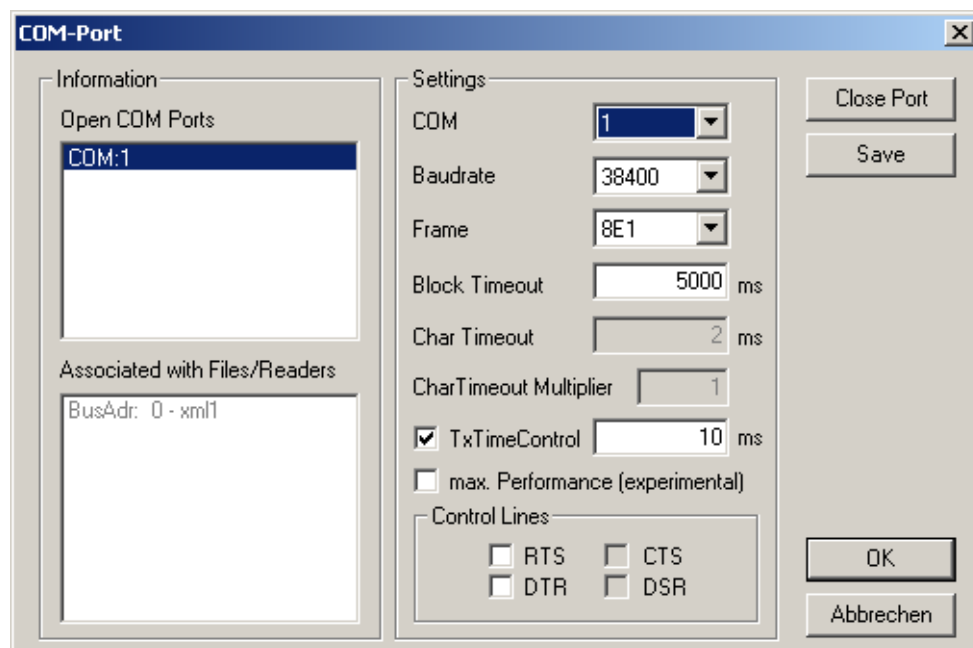 COM-Port
Information
Open COM Ports
COM:1
Associated with Files/Readers
BusAdr: 0 - xml1
Settings
COM 1
Baudrate 38400
Frame 8E1
Block Timeout 5000 ms
Char Timeout 2 ms
CharTimeout Multiplier 1
TxTimeControl 10 ms
max. Performance (experimental)
Control Lines
RTS CTS
DTR DSR
Close Port
Save
OK
Abbrechen